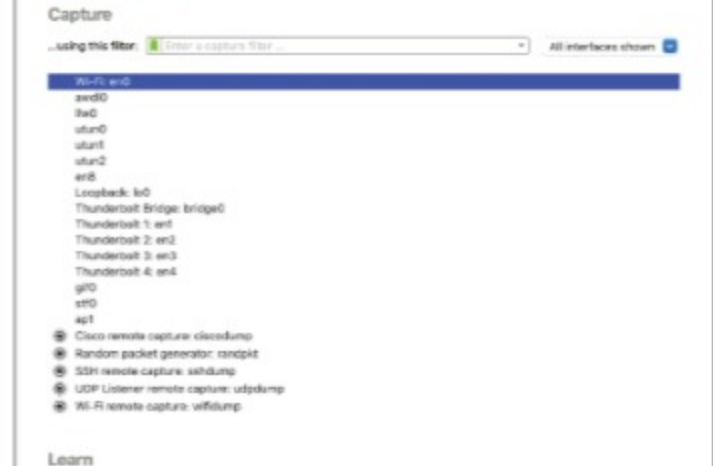 Capture
...using this filter: Enter a capture filter ... All interfaces shown
Wi-Fi: en0
awdl0
llw0
utun0
utun1
utun2
en8
Loopback: lo0
Thunderbolt Bridge: bridge0
Thunderbolt 1: en1
Thunderbolt 2: en2
Thunderbolt 3: en3
Thunderbolt 4: en4
gif0
stf0
ap1
Cisco remote capture: ciscodump
Random packet generator: randpkt
SSH remote capture: sshdump
UDP Listener remote capture: udpdump
Wi-Fi remote capture: wifidump
Learn